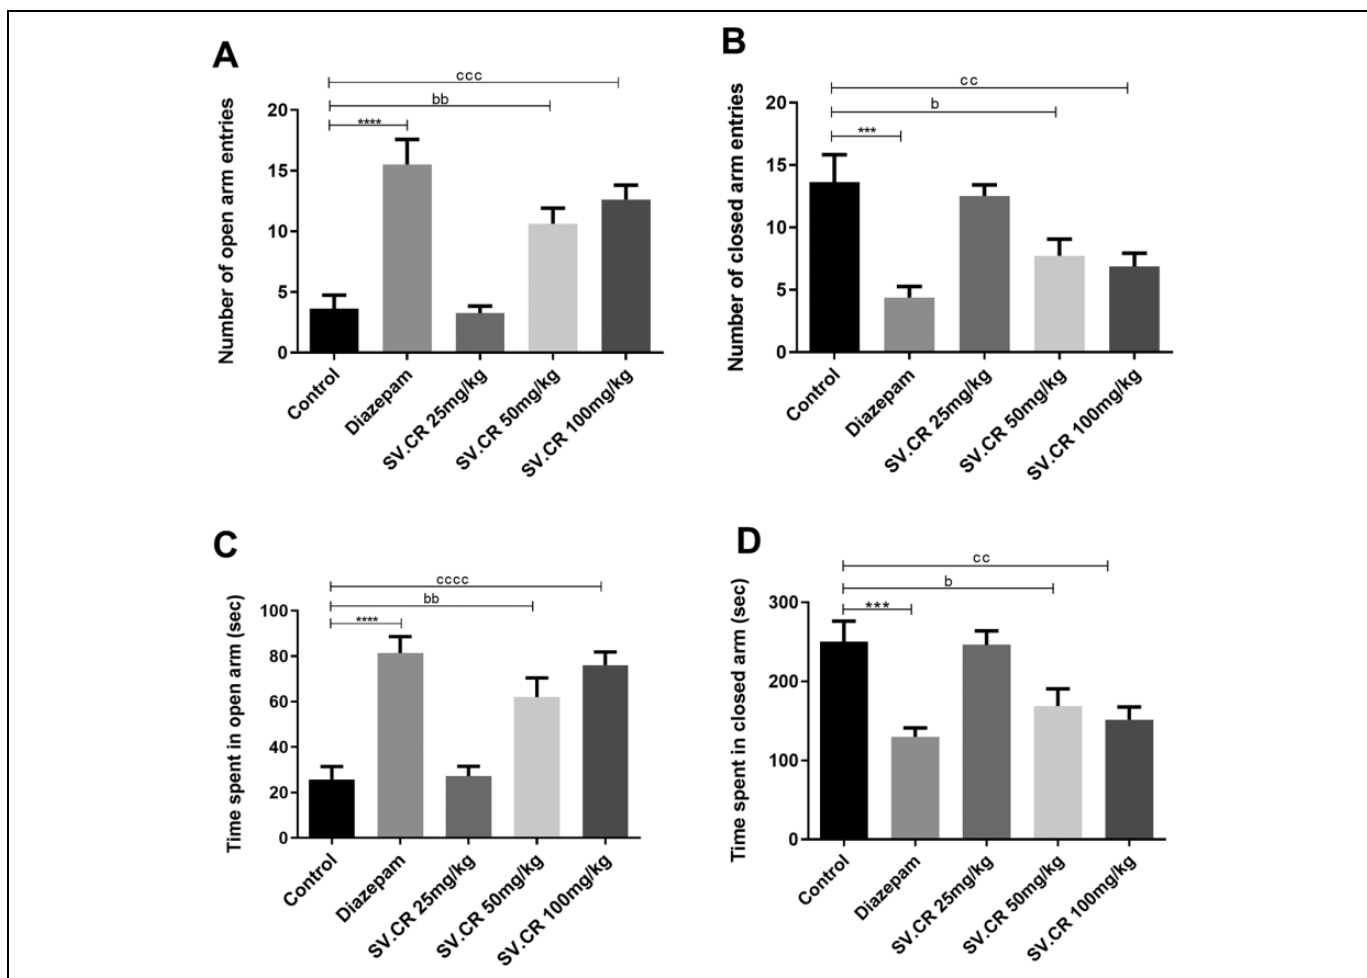 A
ccc
bb
****
Number of open arm entries
20
15
10
5
0
Control
Diazepam
SV.CR 25mg/kg
SV.CR 50mg/kg
SV.CR 100mg/kg
B
cc
b
***
Number of closed arm entries
20
15
10
5
0
Control
Diazepam
SV.CR 25mg/kg
SV.CR 50mg/kg
SV.CR 100mg/kg
C
cccc
bb
****
Time spent in open arm (sec)
100
80
60
40
20
0
Control
Diazepam
SV.CR 25mg/kg
SV.CR 50mg/kg
SV.CR 100mg/kg
D
cc
b
***
Time spent in closed arm (sec)
300
200
100
0
Control
Diazepam
SV.CR 25mg/kg
SV.CR 50mg/kg
SV.CR 100mg/kg